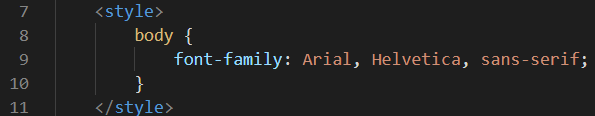 7 <style>
8 body {
9 font-family: Arial, Helvetica, sans-serif;
10 }
11 </style>